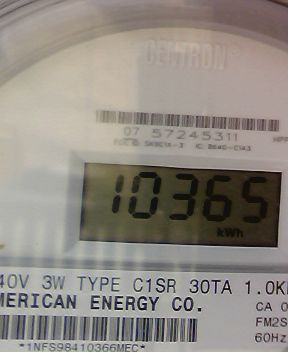 CENTRON®
07 57245311
10365
kWh
40V 3W TYPE C1SR 30TA 1.0K
MERICAN ENERGY CO.
CA 0
FM2S
60Hz
*1NFS98410366MEC*